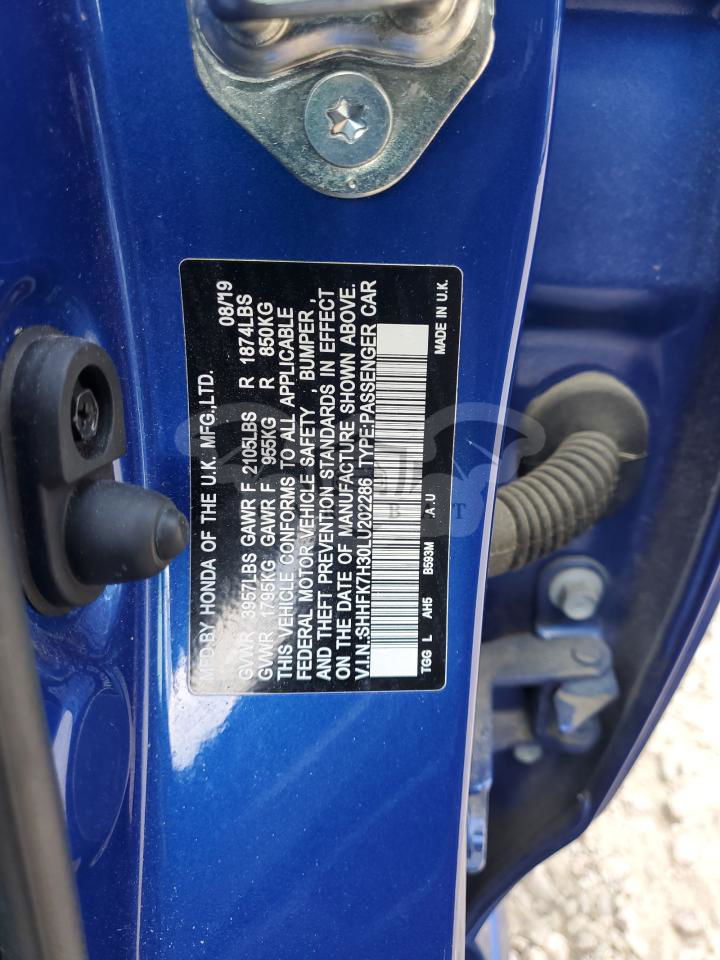 MFD.BY HONDA OF THE U.K. MFG.,LTD. 08/19
GVWR 3957LBS GAWR F 2105LBS R 1874LBS
GVWR 1795KG GAWR F 955KG R 850KG
THIS VEHICLE CONFORMS TO ALL APPLICABLE
FEDERAL MOTOR VEHICLE SAFETY , BUMPER ,
AND THEFT PREVENTION STANDARDS IN EFFECT
ON THE DATE OF MANUFACTURE SHOWN ABOVE.
V.I.N.:SHHFK7H30LU202286 TYPE:PASSENGER CAR
TGG L AH5 B593M .A.U MADE IN U.K.